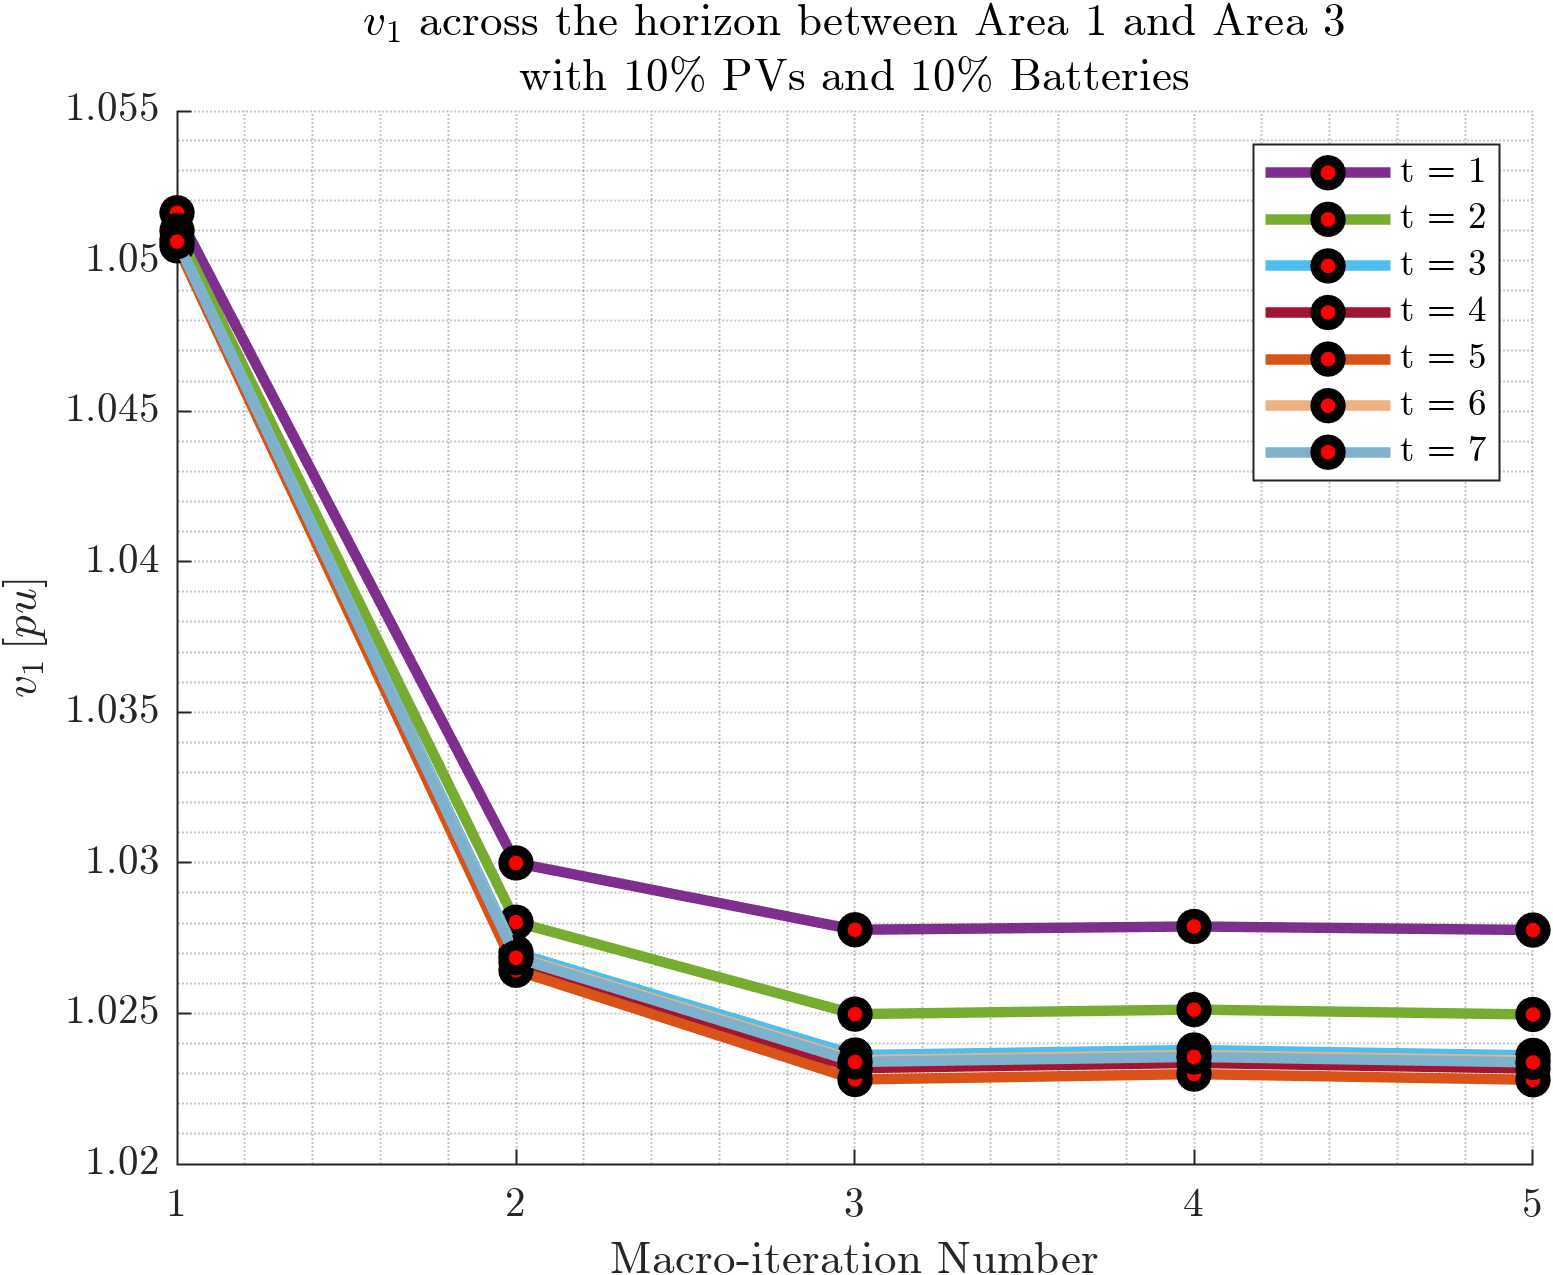 v₁ across the horizon between Area 1 and Area 3
with 10% PVs and 10% Batteries
1.055
1.05
1.045
1.04
1.035
1.03
1.025
1.02
v₁ [pu]
t = 1
t = 2
t = 3
t = 4
t = 5
t = 6
t = 7
1 2 3 4 5
Macro-iteration Number